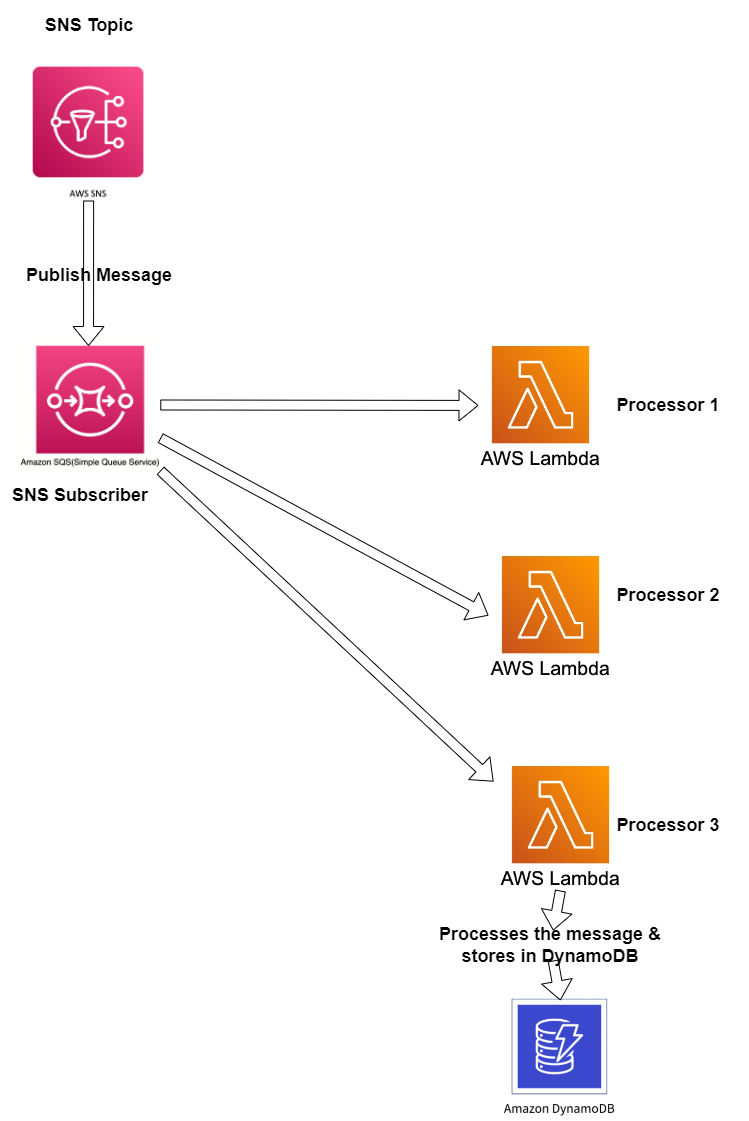 SNS Topic
AWS SNS
Publish Message
Amazon SQS(Simple Queue Service)
SNS Subscriber
AWS Lambda
Processor 1
AWS Lambda
Processor 2
AWS Lambda
Processor 3
Processes the message &
stores in DynamoDB
Amazon DynamoDB